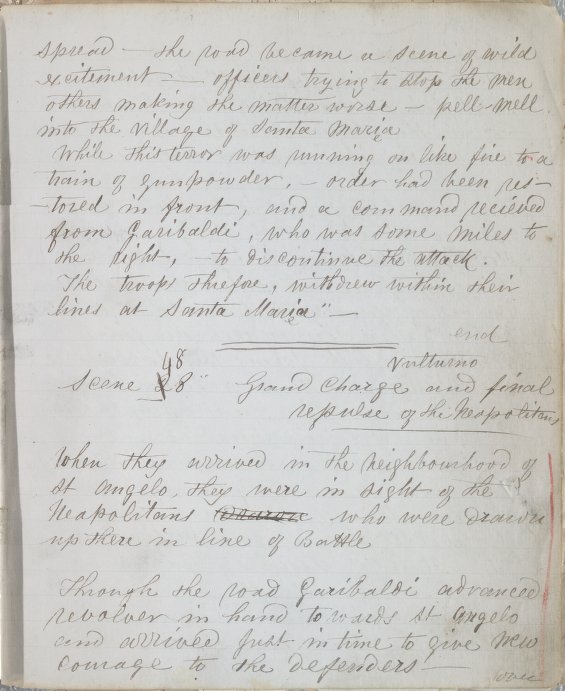 spread — the road became a scene of wild
excitement — officers trying to stop the men
others making the matter worse — pell-mell.
into the village of Santa Maria
While this terror was running on like fire to a
train of gunpowder, — order had been res-
-tored in front, and a command recieved
from Garibaldi, who was some miles to
the right, — to discontinue the attack.
The troops threfore, withdrew within their
lines at Santa Maria" —
end
Vulturno
48
Scene 28" Grand Charge and final
repulse of the Neapolitans
When they arrived in the neighbourhood of
St Angelo, they were in sight of the
Neapolitans who were drawn
up there in line of Battle
Through the road Garibaldi advanced
revolver in hand towards St Angelo
and arrived just in time to give new
courage to the defenders —
over